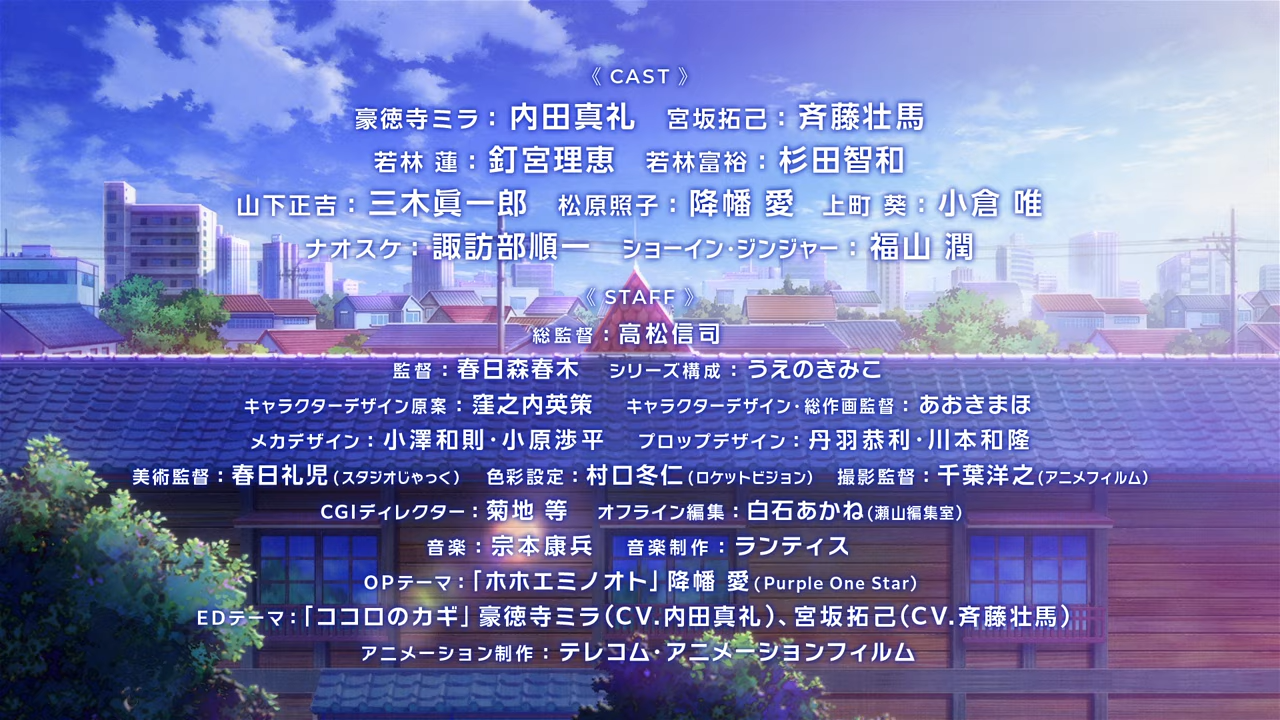 《 CAST 》
豪徳寺ミラ：内田真礼　宮坂拓己：斉藤壮馬
若林 蓮：釘宮理恵　若林富裕：杉田智和
山下正吉：三木眞一郎　松原照子：降幡 愛　上町 葵：小倉 唯
ナオスケ：諏訪部順一　ショーイン・ジンジャー：福山 潤
《 STAFF 》
総監督：高松信司
監督：春日森春木　シリーズ構成：うえのきみこ
キャラクターデザイン原案：窪之内英策　キャラクターデザイン・総作画監督：あおきまほ
メカデザイン：小澤和則・小原渉平　プロップデザイン：丹羽恭利・川本和隆
美術監督：春日礼児（スタジオじゃっく）　色彩設定：村口冬仁（ロケットビジョン）　撮影監督：千葉洋之（アニメフィルム）
CGIディレクター：菊地 等　オフライン編集：白石あかね（瀬山編集室）
音楽：宗本康兵　音楽制作：ランティス
OPテーマ：「ホホエミノオト」降幡 愛（Purple One Star）
EDテーマ：「ココロのカギ」豪徳寺ミラ（CV.内田真礼）、宮坂拓己（CV.斉藤壮馬）
アニメーション制作：テレコム・アニメーションフィルム